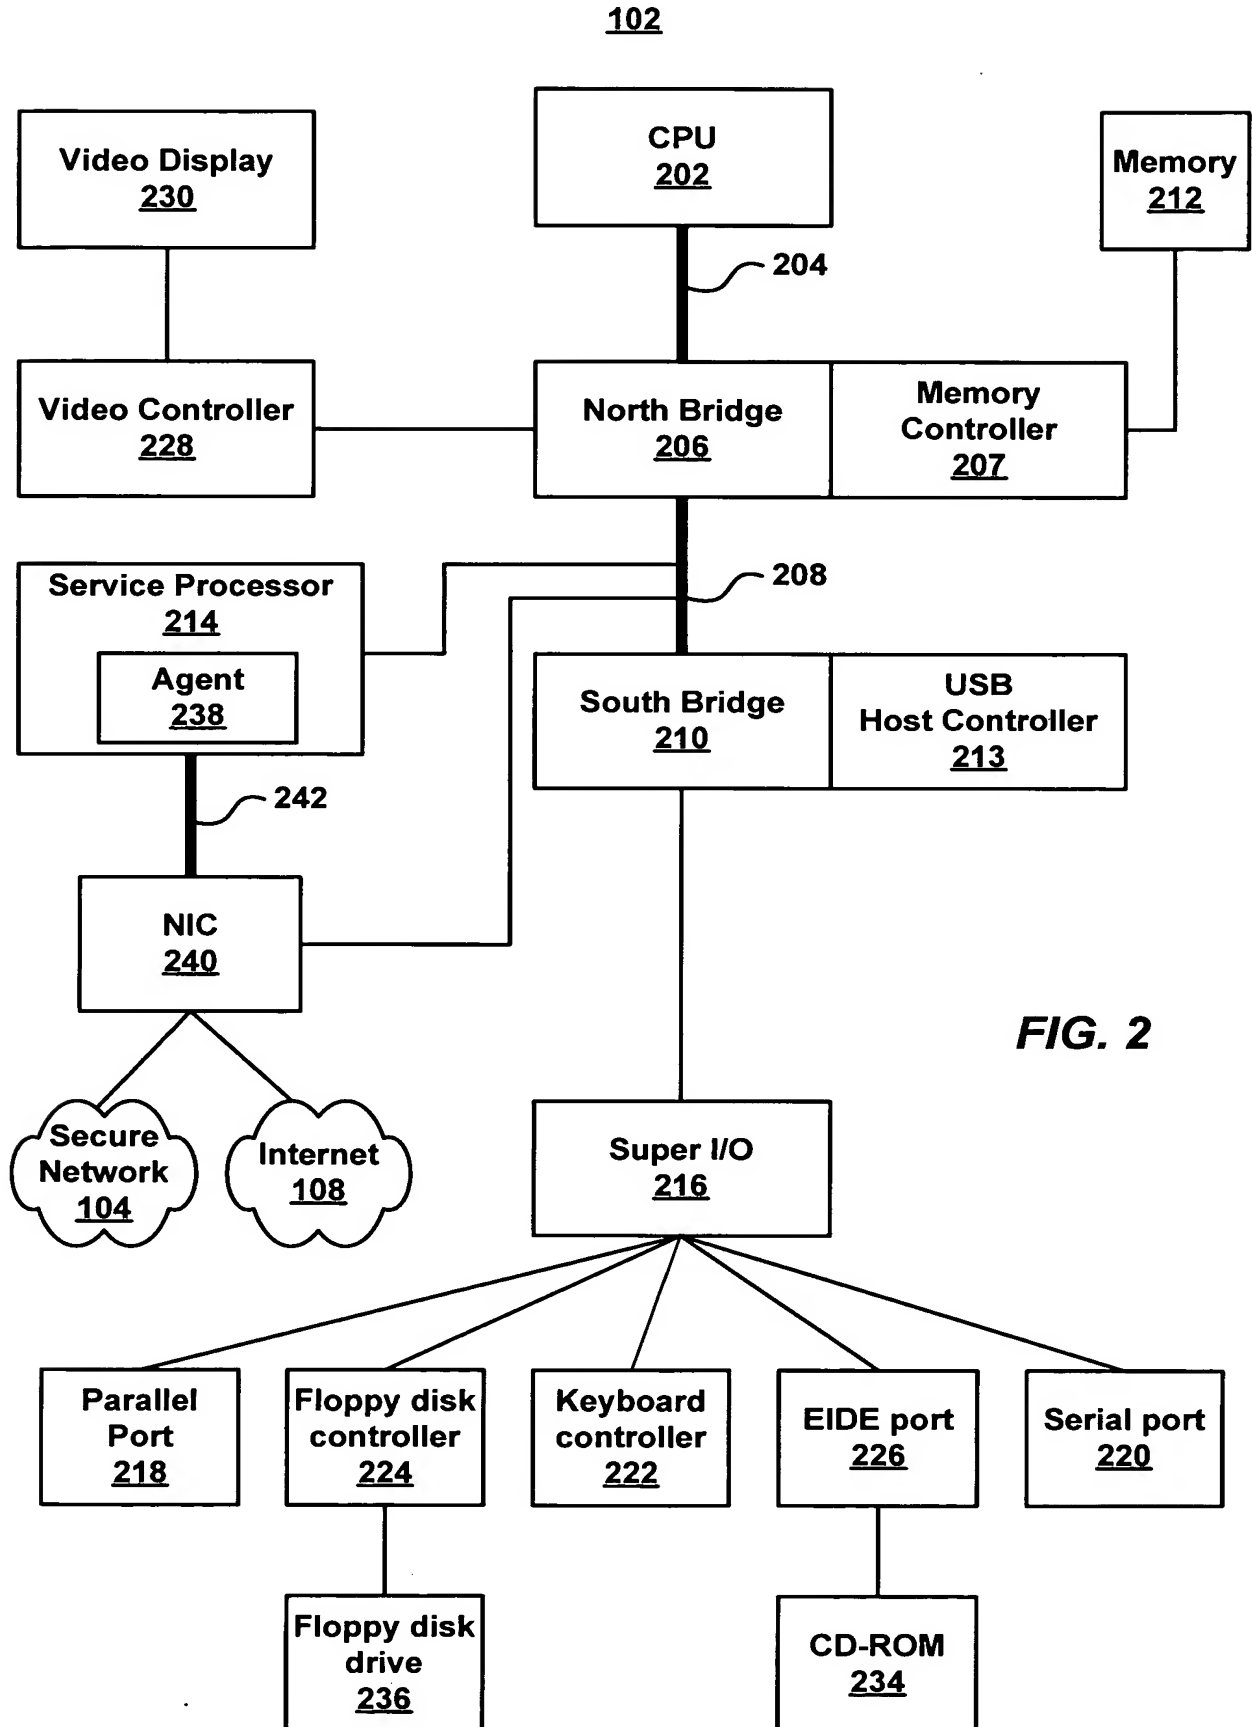 102
Video Display
230
CPU
202
Memory
212
204
Video Controller
228
North Bridge
206
Memory
Controller
207
Service Processor
214
Agent
238
208
South Bridge
210
USB
Host Controller
213
242
NIC
240
FIG. 2
Secure
Network
104
Internet
108
Super I/O
216
Parallel
Port
218
Floppy disk
controller
224
Keyboard
controller
222
EIDE port
226
Serial port
220
Floppy disk
drive
236
CD-ROM
234